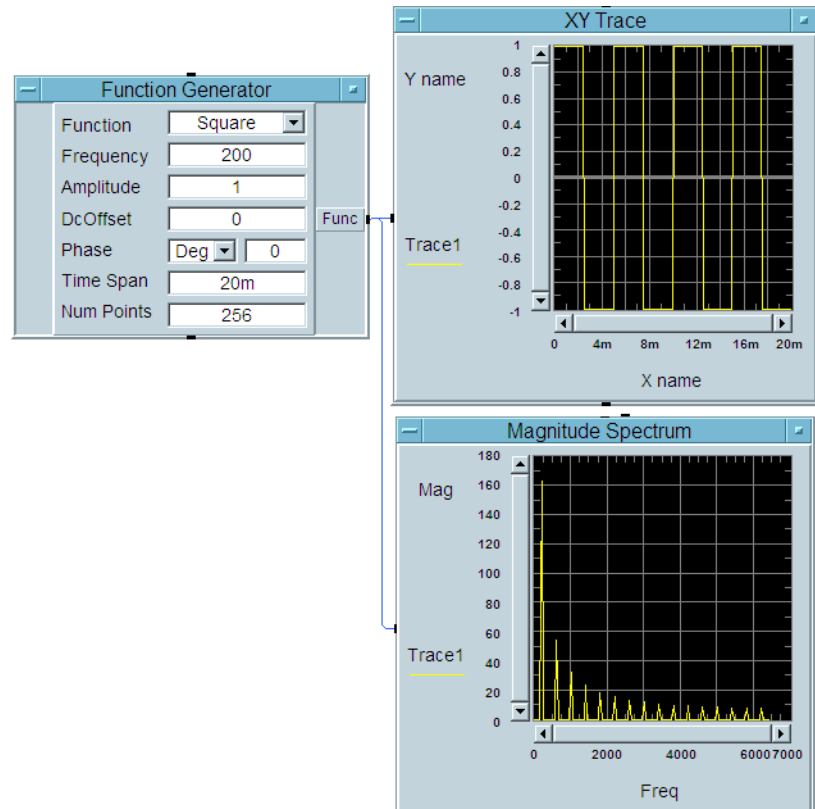 Function Generator
Function Square
Frequency 200
Amplitude 1
DcOffset 0
Phase Deg 0
Time Span 20m
Num Points 256
Func
XY Trace
Y name
Trace1
1
0.8
0.6
0.4
0.2
0
-0.2
-0.4
-0.6
-0.8
-1
0 4m 8m 12m 16m 20m
X name
Magnitude Spectrum
Mag
Trace1
180
160
140
120
100
80
60
40
20
0
0 2000 4000 6000 7000
Freq